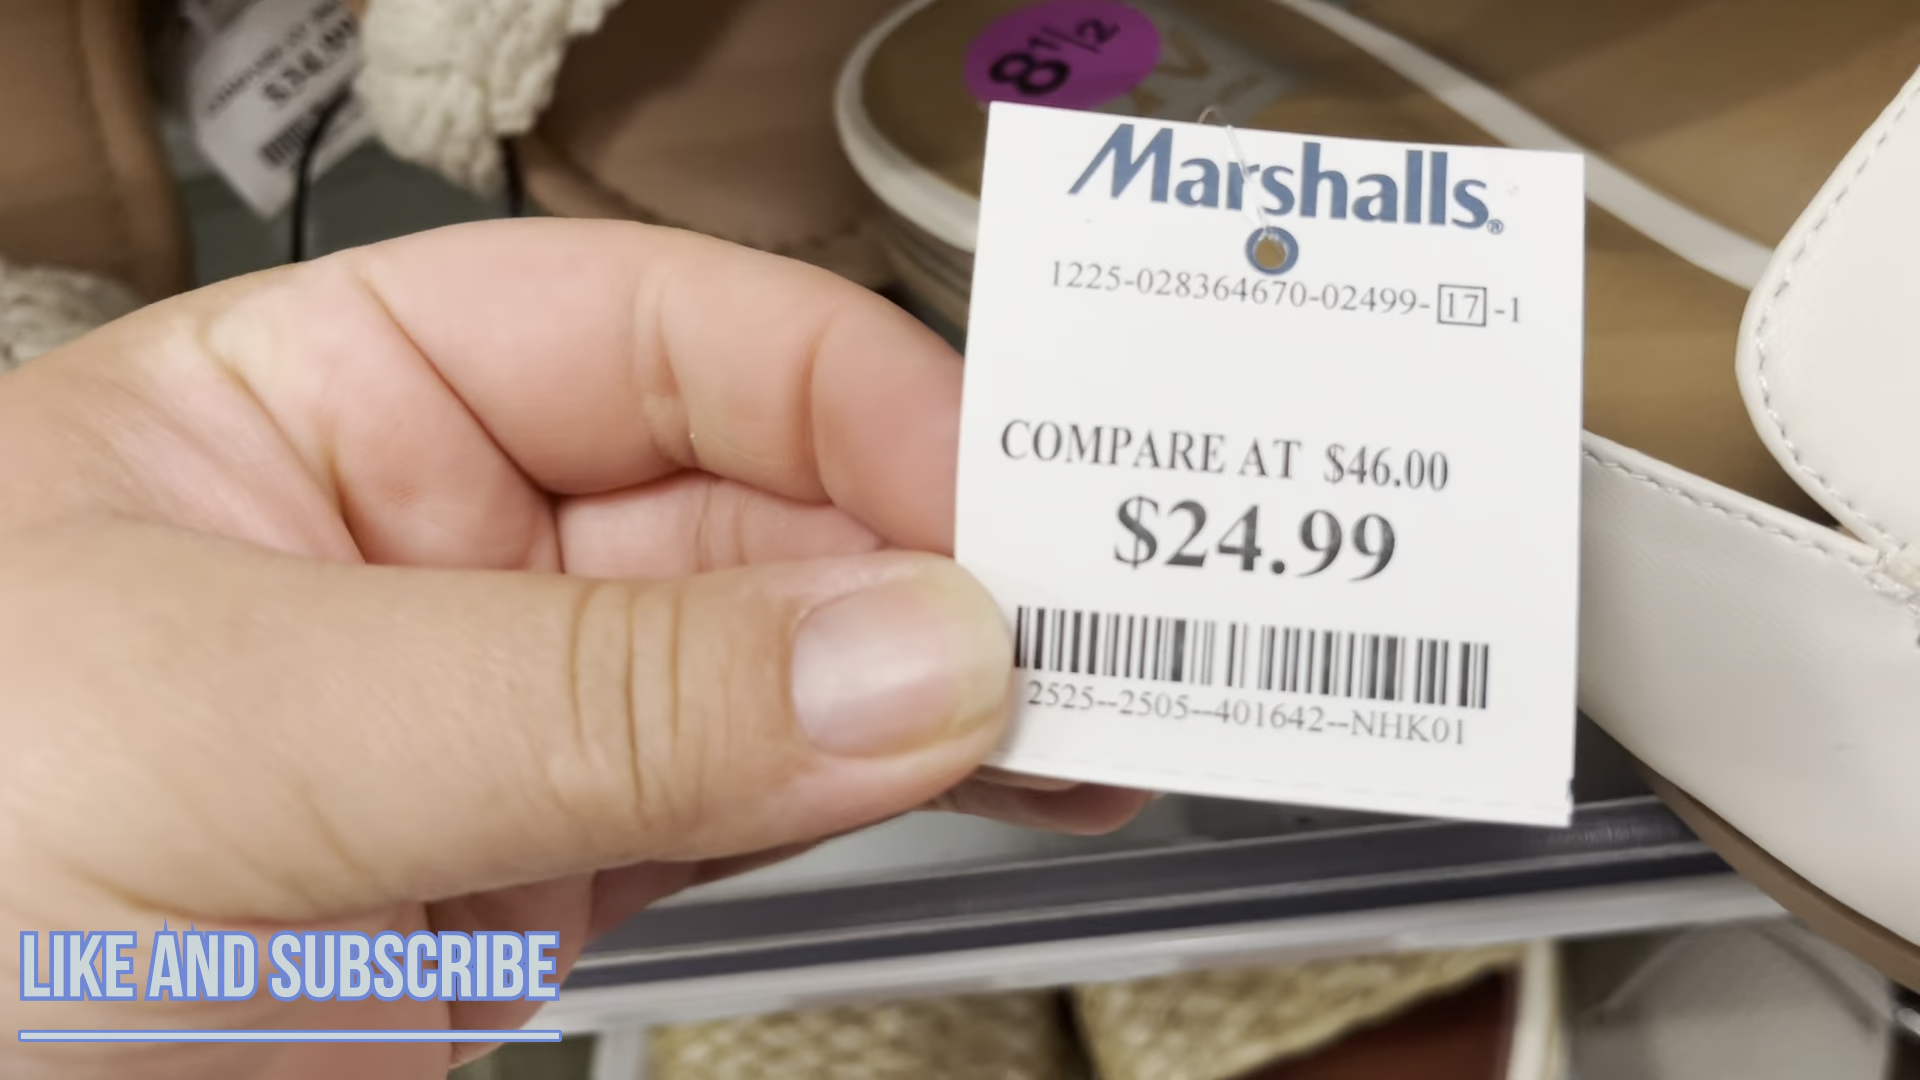 8½
Marshalls®
1225-028364670-02499-17-1
COMPARE AT $46.00
$24.99
2525--2505--401642--NHK01
LIKE AND SUBSCRIBE